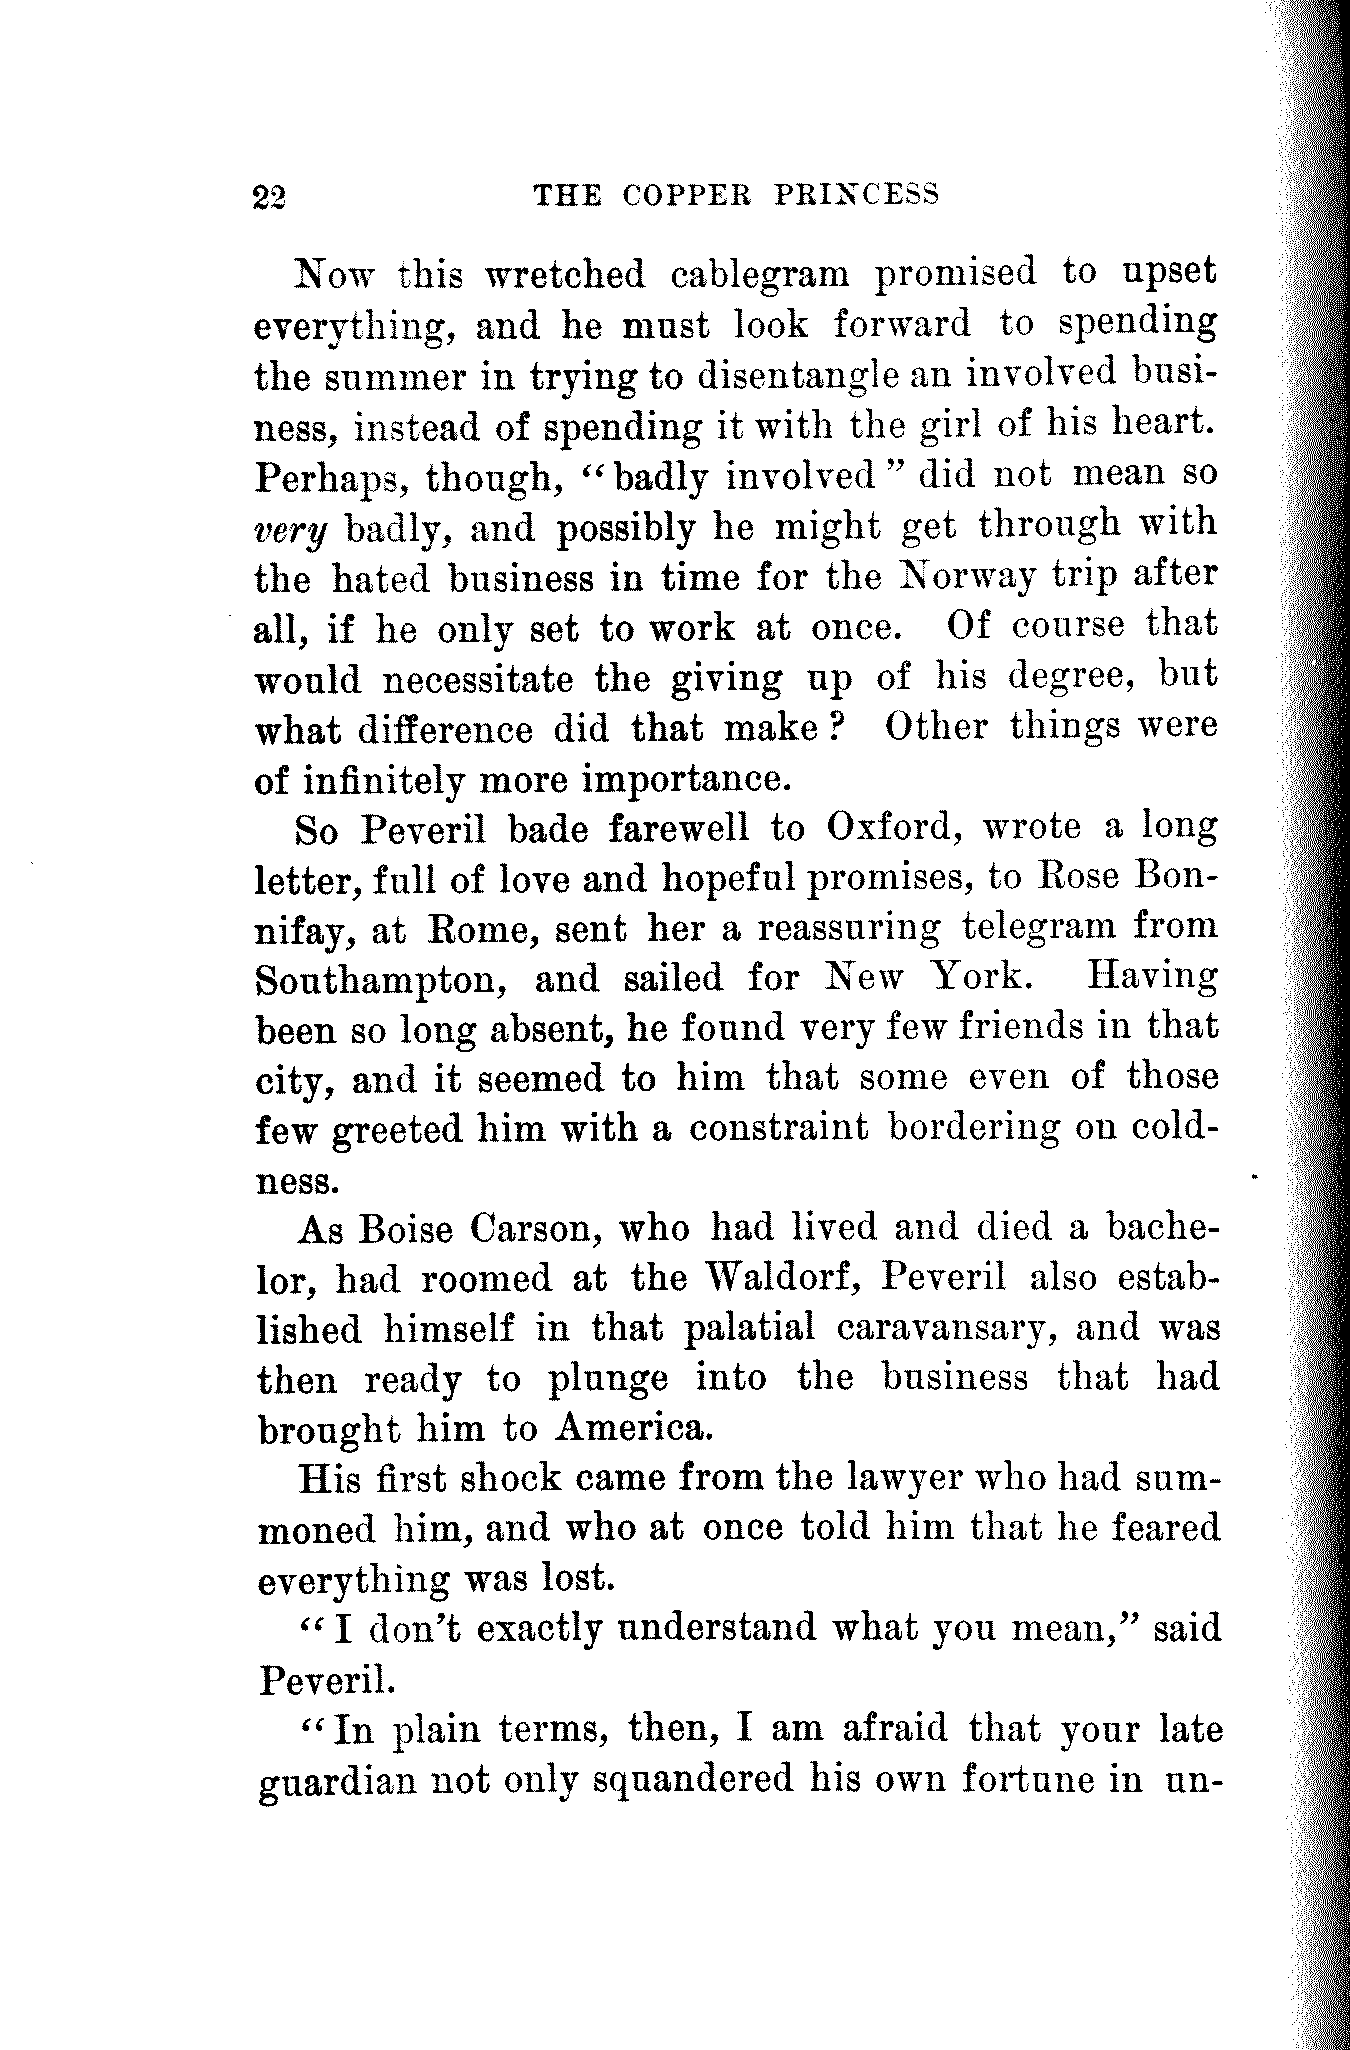 22 THE COPPER PRINCESS
Now this wretched cablegram promised to upset
everything, and he must look forward to spending
the summer in trying to disentangle an involved busi-
ness, instead of spending it with the girl of his heart.
Perhaps, though, “badly involved” did not mean so
very badly, and possibly he might get through with
the hated business in time for the Norway trip after
all, if he only set to work at once. Of course that
would necessitate the giving up of his degree, but
what difference did that make? Other things were
of infinitely more importance.
So Peveril bade farewell to Oxford, wrote a long
letter, full of love and hopeful promises, to Rose Bon-
nifay, at Rome, sent her a reassuring telegram from
Southampton, and sailed for New York. Having
been so long absent, he found very few friends in that
city, and it seemed to him that some even of those
few greeted him with a constraint bordering on cold-
ness.
As Boise Carson, who had lived and died a bache-
lor, had roomed at the Waldorf, Peveril also estab-
lished himself in that palatial caravansary, and was
then ready to plunge into the business that had
brought him to America.
His first shock came from the lawyer who had sum-
moned him, and who at once told him that he feared
everything was lost.
“I don't exactly understand what you mean,” said
Peveril.
“In plain terms, then, I am afraid that your late
guardian not only squandered his own fortune in un-